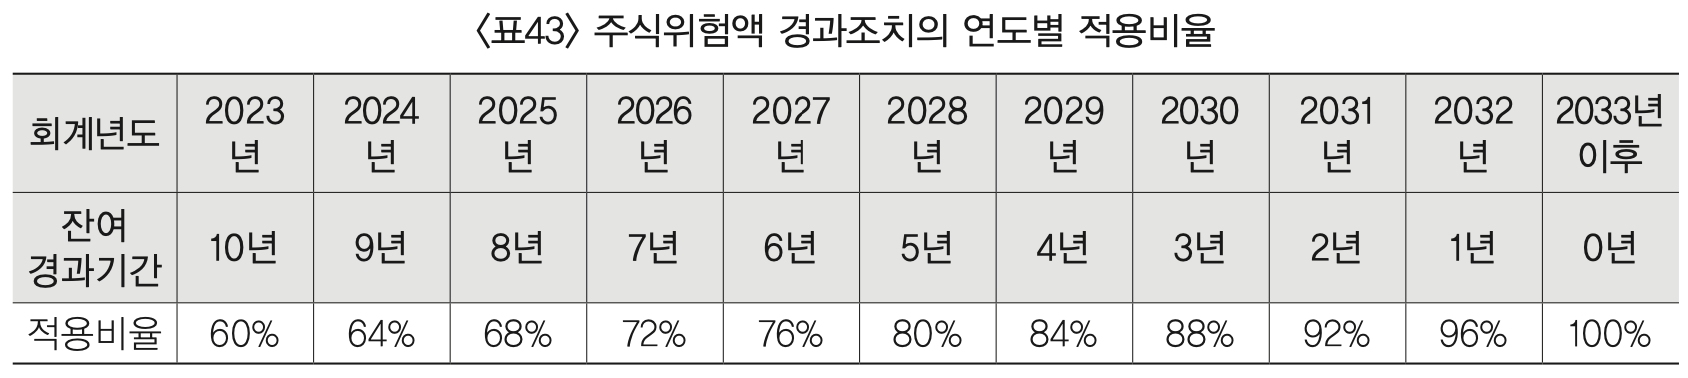 〈표43〉 주식위험액 경과조치의 연도별 적용비율
회계년도 2023년 2024년 2025년 2026년 2027년 2028년 2029년 2030년 2031년 2032년 2033년 이후
잔여 경과기간 10년 9년 8년 7년 6년 5년 4년 3년 2년 1년 0년
적용비율 60% 64% 68% 72% 76% 80% 84% 88% 92% 96% 100%